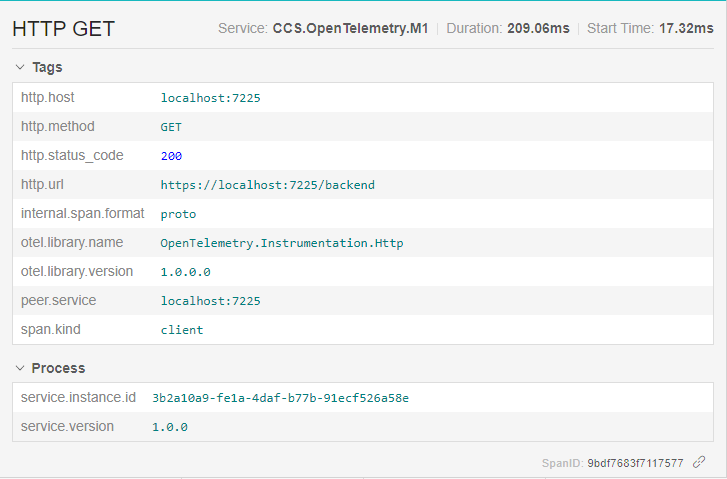 HTTP GET Service: CCS.OpenTelemetry.M1 Duration: 209.06ms Start Time: 17.32ms
Tags
http.host localhost:7225
http.method GET
http.status_code 200
http.url https://localhost:7225/backend
internal.span.format proto
otel.library.name OpenTelemetry.Instrumentation.Http
otel.library.version 1.0.0.0
peer.service localhost:7225
span.kind client
Process
service.instance.id 3b2a10a9-fe1a-4daf-b77b-91ecf526a58e
service.version 1.0.0
SpanID: 9bdf7683f7117577